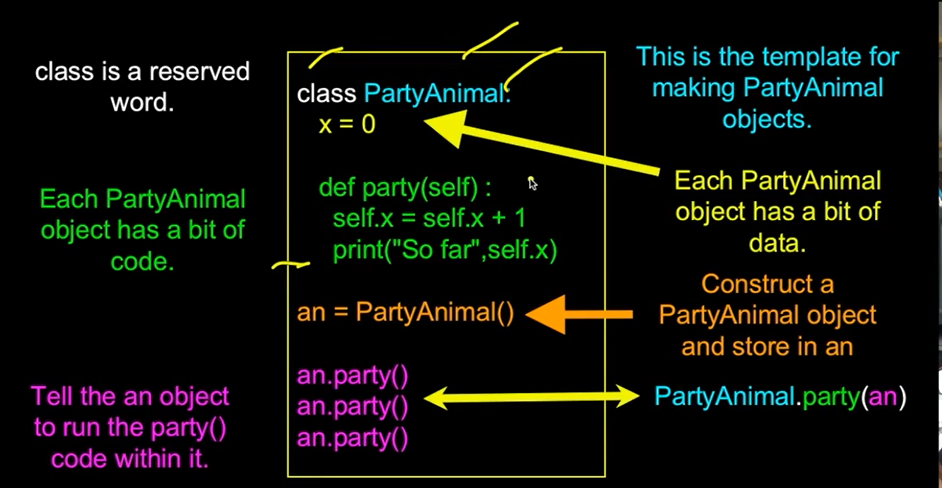 class is a reserved
word.
Each PartyAnimal
object has a bit of
code.
Tell the an object
to run the party()
code within it.
class PartyAnimal:
x = 0
def party(self) :
self.x = self.x + 1
print("So far",self.x)
an = PartyAnimal()
an.party()
an.party()
an.party()
This is the template for
making PartyAnimal
objects.
Each PartyAnimal
object has a bit of
data.
Construct a
PartyAnimal object
and store in an
PartyAnimal.party(an)